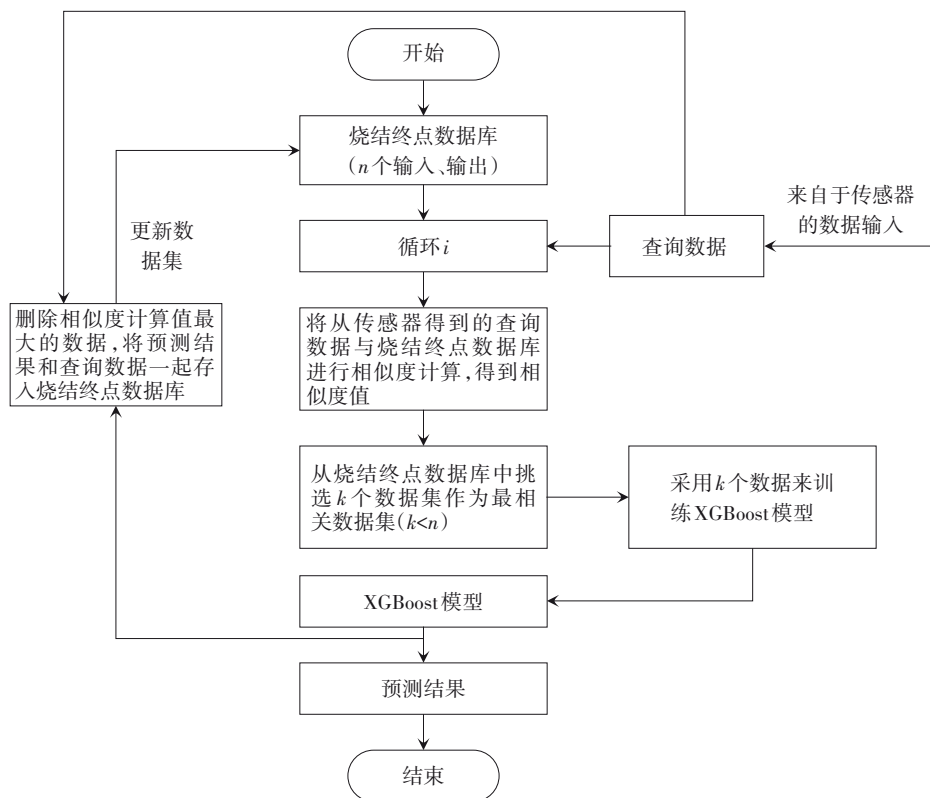 开始
烧结终点数据库
(n个输入、输出)
来自于传感器
的数据输入
更新数
据集
循环i
查询数据
删除相似度计算值最
大的数据,将预测结
果和查询数据一起存
入烧结终点数据库
将从传感器得到的查询
数据与烧结终点数据库
进行相似度计算,得到相
似度值
从烧结终点数据库中挑
选k个数据集作为最相
关数据集(k<n)
采用k个数据来训
练XGBoost模型
XGBoost模型
预测结果
结束